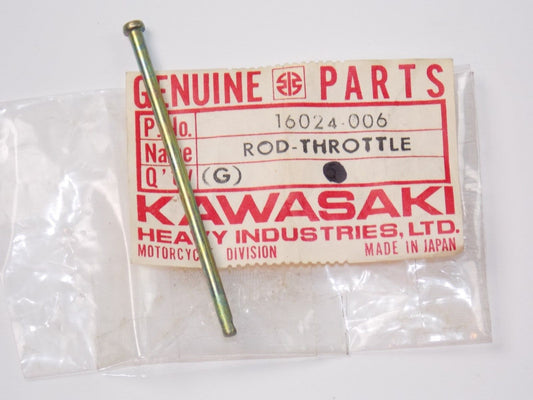 GENUINE PARTS
P. No. 16024-006
Name ROD-THROTTLE
Q'ty (G)
KAWASAKI
HEAVY INDUSTRIES, LTD.
MOTORCYCLE DIVISION MADE IN JAPAN